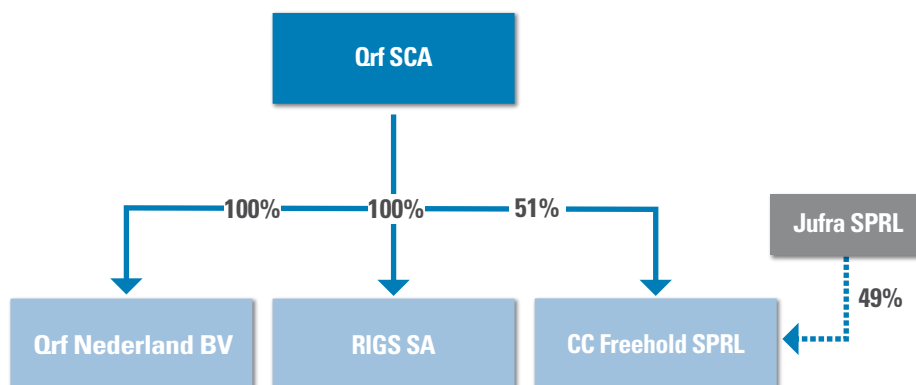 Qrf SCA
100%
100%
51%
Jufra SPRL
49%
Qrf Nederland BV
RIGS SA
CC Freehold SPRL